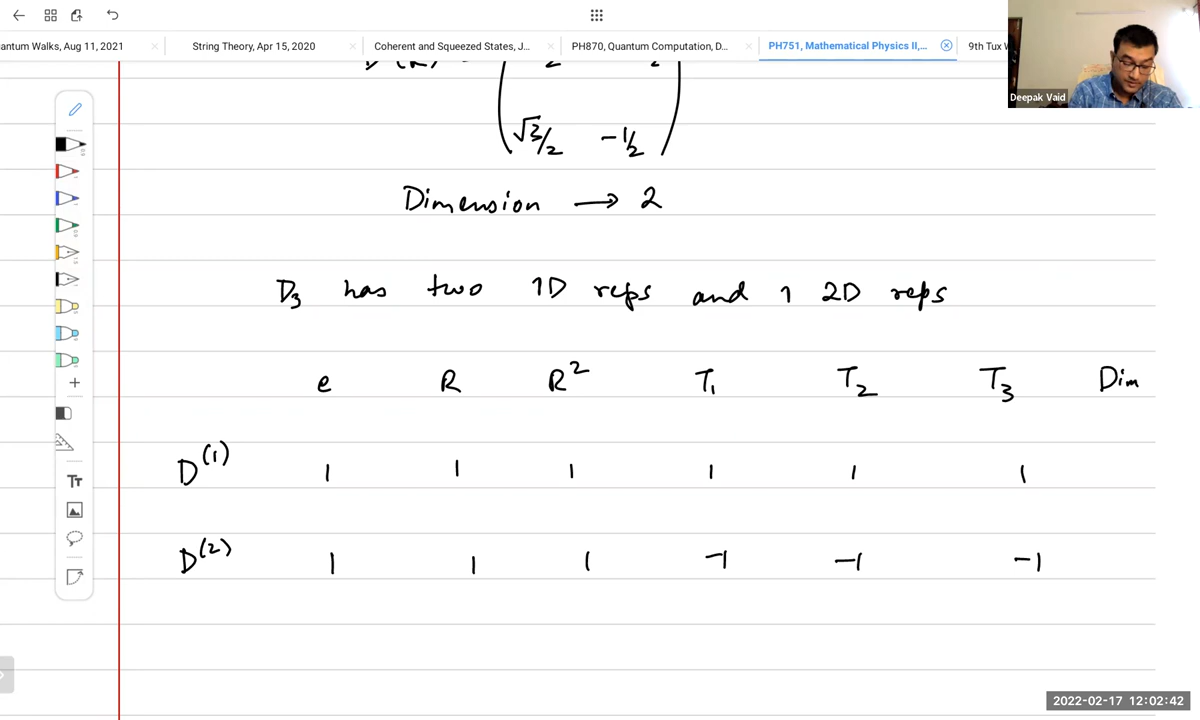 antum Walks, Aug 11, 2021 String Theory, Apr 15, 2020 Coherent and Squeezed States, J... PH870, Quantum Computation, D... PH751, Mathematical Physics II,... 9th Tux W
Deepak Vaid
√3/2 -1/2
Dimension → 2
D₃ has two 1D reps and 1 2D reps
e R R² T₁ T₂ T₃ Dim
D⁽¹⁾ 1 1 1 1 1 1
D⁽²⁾ 1 1 1 -1 -1 -1
Tт
2022-02-17 12:02:42